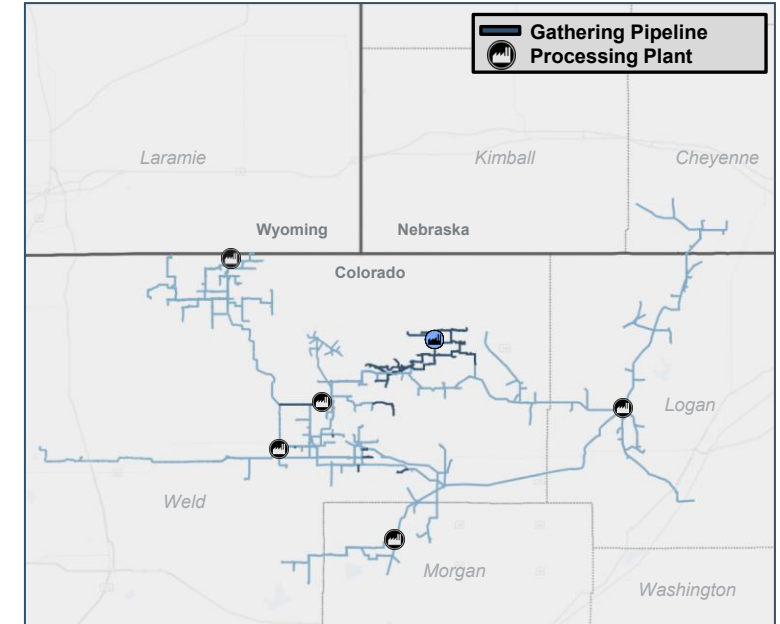 Gathering Pipeline
Processing Plant
Laramie
Kimball
Cheyenne
Wyoming
Nebraska
Colorado
Logan
Weld
Morgan
Washington